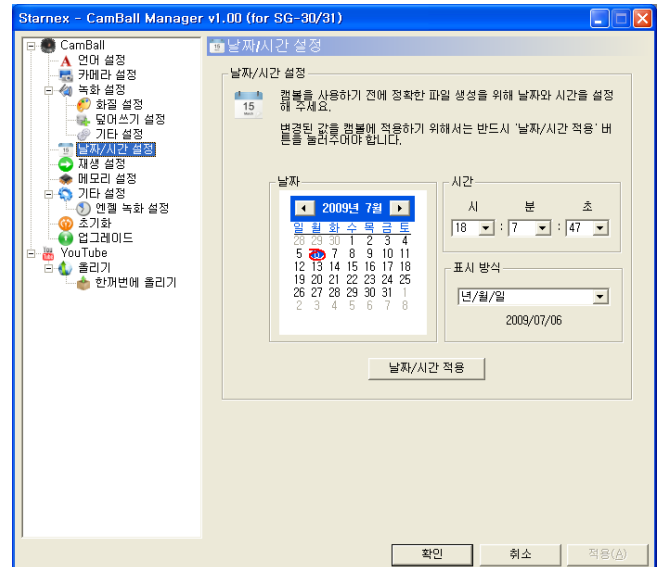 Starnex - CamBall Manager v1.00 (for SG-30/31)
CamBall
언어 설정
카메라 설정
녹화 설정
화질 설정
덮어쓰기 설정
기타 설정
날짜/시간 설정
재생 설정
메모리 설정
기타 설정
엔젤 녹화 설정
초기화
업그레이드
YouTube
올리기
한꺼번에 올리기
날짜/시간 설정
날짜/시간 설정
15
캠볼을 사용하기 전에 정확한 파일 생성을 위해 날짜와 시간을 설정
해 주세요.
변경된 값을 캠볼에 적용하기 위해서는 반드시 '날짜/시간 적용' 버
튼을 눌러주어야 합니다.
날짜
2009년 7월
일 월 화 수 목 금 토
28 29 30 1 2 3 4
5 6 7 8 9 10 11
12 13 14 15 16 17 18
19 20 21 22 23 24 25
26 27 28 29 30 31 1
2 3 4 5 6 7 8
시간
시 분 초
18 : 7 : 47
표시 방식
년/월/일
2009/07/06
날짜/시간 적용
확인 취소 적용(A)